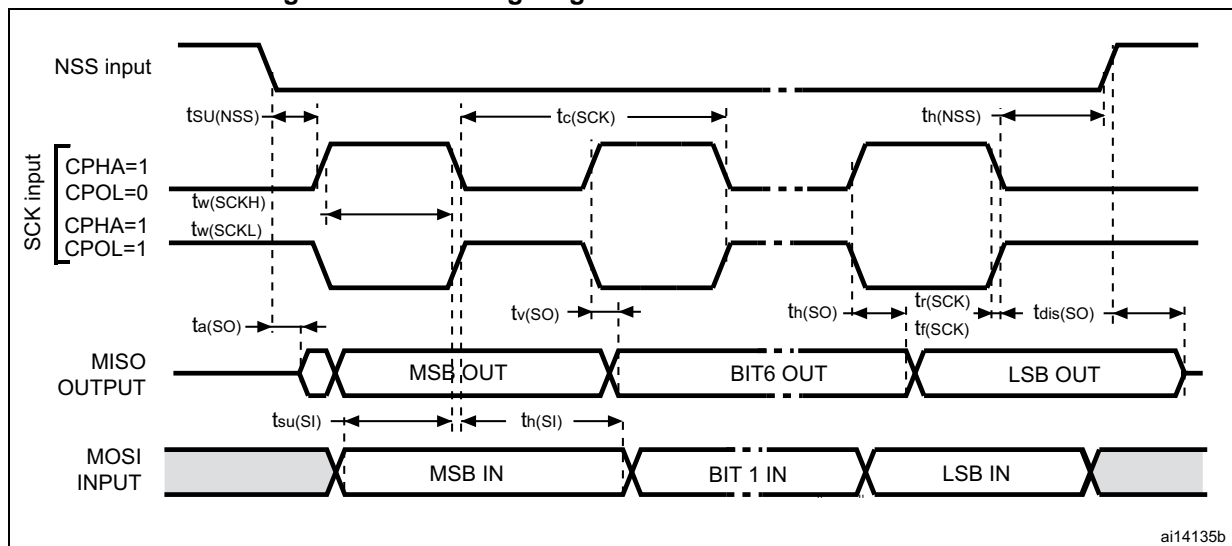 NSS input
tSU(NSS)
tc(SCK)
th(NSS)
SCK input
CPHA=1
CPOL=0
tw(SCKH)
CPHA=1
tw(SCKL)
CPOL=1
ta(SO)
tv(SO)
th(SO)
tr(SCK)
tf(SCK)
tdis(SO)
MISO
OUTPUT
MSB OUT
BIT6 OUT
LSB OUT
tsu(SI)
th(SI)
MOSI
INPUT
MSB IN
BIT 1 IN
LSB IN
ai14135b